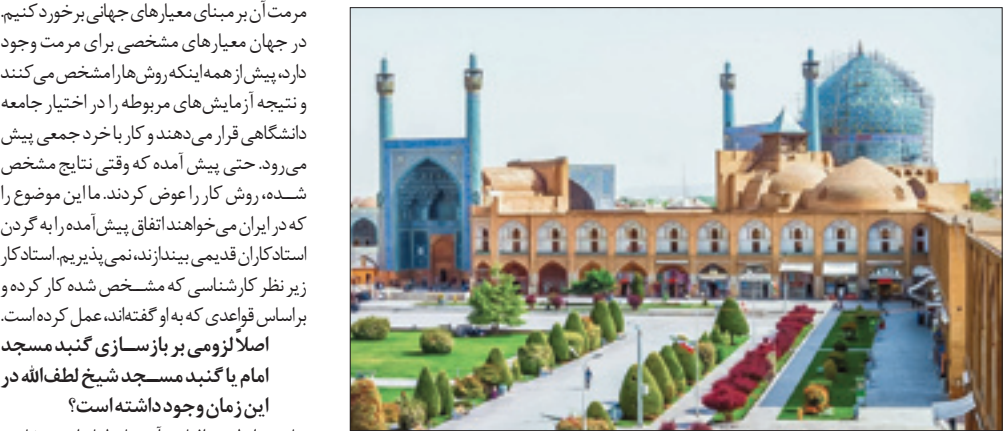 مرمت آن بر مبنای معیارهای جهانی برخورد کنیم.
در جهان معیارهای مشخصی برای مرمت وجود
دارد، پیش از همه اینکه روش‌ها را مشخص می‌کنند
و نتیجه آزمایش‌های مربوطه را در اختیار جامعه
دانشگاهی قرار می‌دهند و کار با خرد جمعی پیش
می‌رود. حتی پیش آمده که وقتی نتایج مشخص
شده، روش کار را عوض کردند. ما این موضوع را
که در ایران می‌خواهند اتفاق پیش‌آمده را به گردن
استادکاران قدیمی بیندازند، نمی‌پذیریم. استادکار
زیر نظر کارشناسی که مشخص شده کار کرده و
براساس قواعدی که به او گفته‌اند، عمل کرده است.
اصلاً لزومی بر بازسازی گنبد مسجد
امام یا گنبد مسجد شیخ لطف‌الله در
این زمان وجود داشته است؟